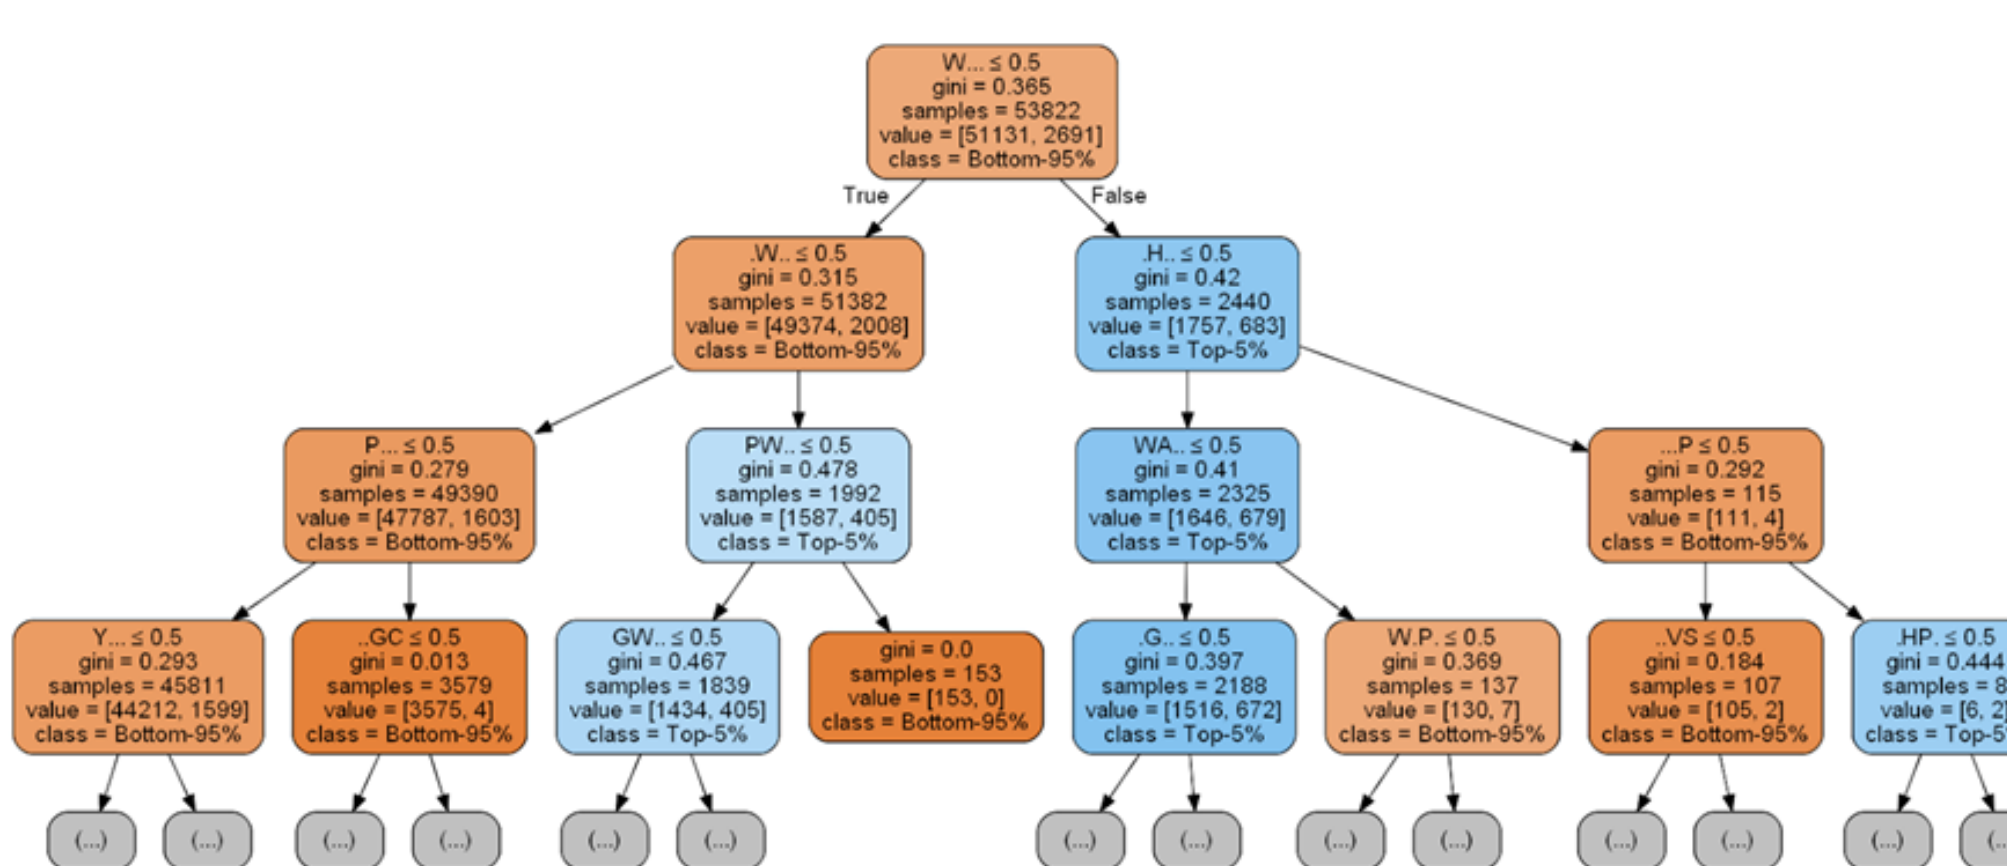 W... ≤ 0.5
gini = 0.365
samples = 53822
value = [51131, 2691]
class = Bottom-95%
True
False
.W.. ≤ 0.5
gini = 0.315
samples = 51382
value = [49374, 2008]
class = Bottom-95%
.H.. ≤ 0.5
gini = 0.42
samples = 2440
value = [1757, 683]
class = Top-5%
P... ≤ 0.5
gini = 0.279
samples = 49390
value = [47787, 1603]
class = Bottom-95%
PW.. ≤ 0.5
gini = 0.478
samples = 1992
value = [1587, 405]
class = Top-5%
WA.. ≤ 0.5
gini = 0.41
samples = 2325
value = [1646, 679]
class = Top-5%
...P ≤ 0.5
gini = 0.292
samples = 115
value = [111, 4]
class = Bottom-95%
Y... ≤ 0.5
gini = 0.293
samples = 45811
value = [44212, 1599]
class = Bottom-95%
..GC ≤ 0.5
gini = 0.013
samples = 3579
value = [3575, 4]
class = Bottom-95%
GW.. ≤ 0.5
gini = 0.467
samples = 1839
value = [1434, 405]
class = Top-5%
gini = 0.0
samples = 153
value = [153, 0]
class = Bottom-95%
.G.. ≤ 0.5
gini = 0.397
samples = 2188
value = [1516, 672]
class = Top-5%
W.P. ≤ 0.5
gini = 0.369
samples = 137
value = [130, 7]
class = Bottom-95%
..VS ≤ 0.5
gini = 0.184
samples = 107
value = [105, 2]
class = Bottom-95%
.HP. ≤ 0.5
gini = 0.444
samples = 8
value = [6, 2]
class = Top-5
(...)
(...)
(...)
(...)
(...)
(...)
(...)
(...)
(...)
(...)
(...)
(...)
(...)